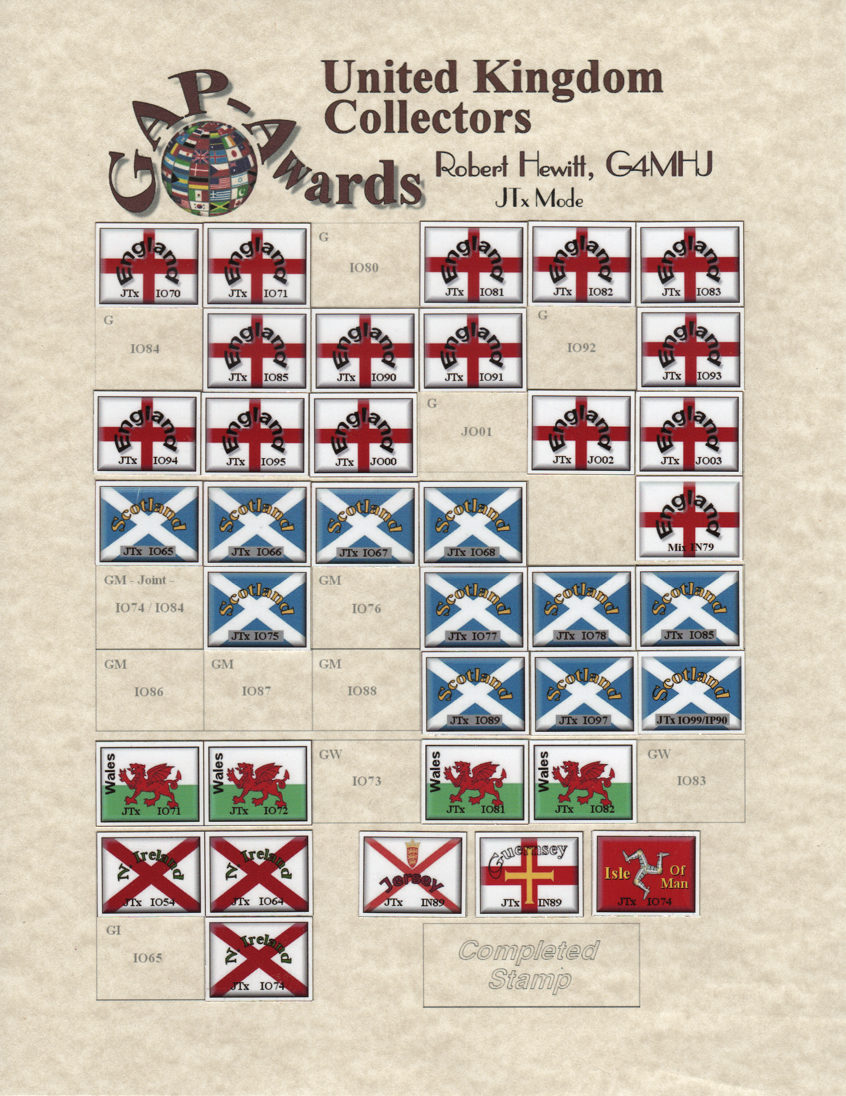 GAP-Awards
United Kingdom
Collectors
Robert Hewitt, G4MHJ
JTx Mode
England JTx IO70
England JTx IO71
G IO80
England JTx IO81
England JTx IO82
England JTx IO83
G IO84
England JTx IO85
England JTx IO90
England JTx IO91
G IO92
England JTx IO93
England JTx IO94
England JTx IO95
England JTx JO00
G JO01
England JTx JO02
England JTx JO03
Scotland JTx IO65
Scotland JTx IO66
Scotland JTx IO67
Scotland JTx IO68
England Mix IN79
GM - Joint - IO74 / IO84
Scotland JTx IO75
GM IO76
Scotland JTx IO77
Scotland JTx IO78
Scotland JTx IO85
GM IO86
GM IO87
GM IO88
Scotland JTx IO89
Scotland JTx IO97
Scotland JTx IO99/IP90
Wales JTx IO71
Wales JTx IO72
GW IO73
Wales JTx IO81
Wales JTx IO82
GW IO83
N Ireland JTx IO54
N Ireland JTx IO64
Jersey JTx IN89
Guernsey JTx IN89
Isle Of Man JTx IO74
GI IO65
N Ireland JTx IO74
Completed
Stamp